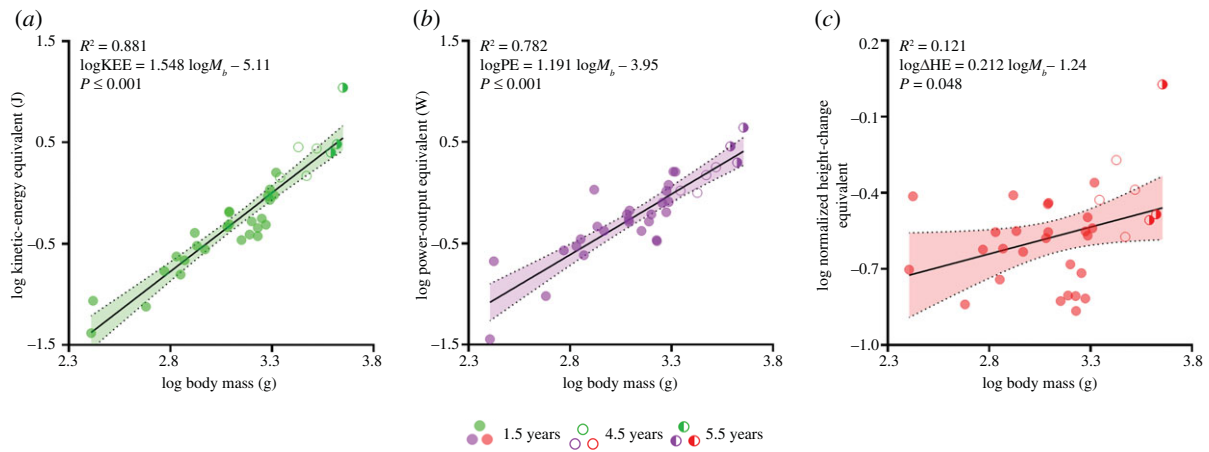 (a)
R² = 0.881
logKEE = 1.548 logM_b – 5.11
P ≤ 0.001
log kinetic-energy equivalent (J)
1.5
0.5
–0.5
–1.5
2.3 2.8 3.3 3.8
log body mass (g)
(b)
R² = 0.782
logPE = 1.191 logM_b – 3.95
P ≤ 0.001
log power-output equivalent (W)
1.5
0.5
–0.5
–1.5
2.3 2.8 3.3 3.8
log body mass (g)
(c)
R² = 0.121
logΔHE = 0.212 logM_b – 1.24
P = 0.048
log normalized height-change
equivalent
0.2
–0.1
–0.4
–0.7
–1.0
2.3 2.8 3.3 3.8
log body mass (g)
1.5 years 4.5 years 5.5 years